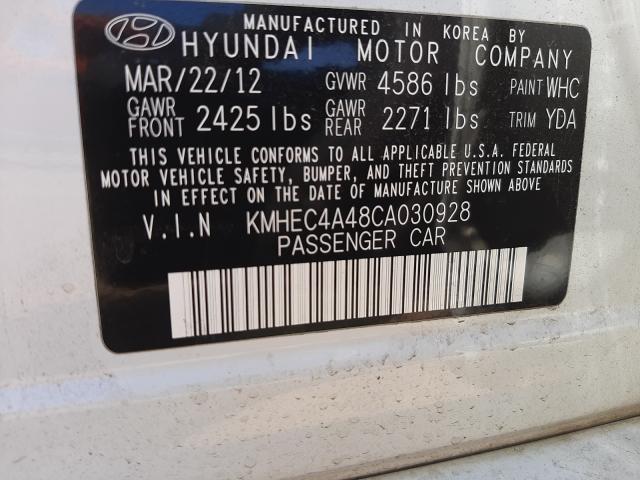 MANUFACTURED IN KOREA BY
HYUNDAI MOTOR COMPANY
MAR/22/12 GVWR 4586 lbs PAINT WHC
GAWR FRONT 2425 lbs GAWR REAR 2271 lbs TRIM YDA
THIS VEHICLE CONFORMS TO ALL APPLICABLE U.S.A. FEDERAL
MOTOR VEHICLE SAFETY, BUMPER, AND THEFT PREVENTION STANDARDS
IN EFFECT ON THE DATE OF MANUFACTURE SHOWN ABOVE
V.I.N KMHEC4A48CA030928
PASSENGER CAR